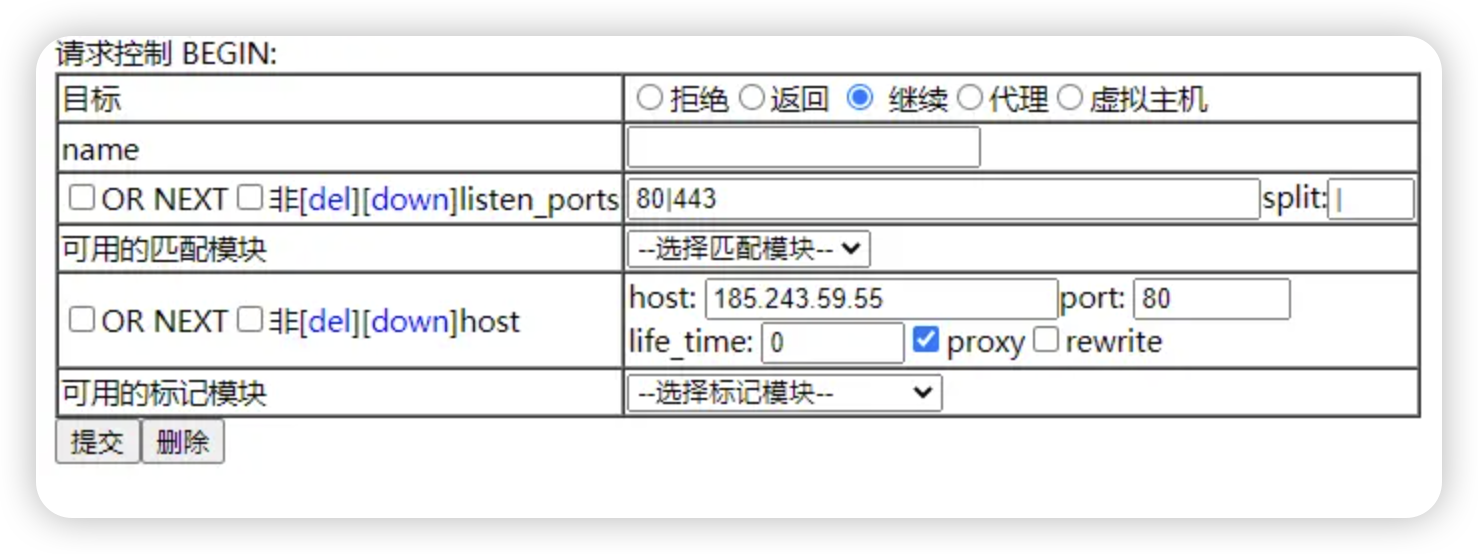 请求控制 BEGIN:
目标 拒绝 返回 继续 代理 虚拟主机
name
OR NEXT 非[del][down]listen_ports 80|443 split: |
可用的匹配模块 --选择匹配模块--
OR NEXT 非[del][down]host host: 185.243.59.55 port: 80
life_time: 0 proxy rewrite
可用的标记模块 --选择标记模块--
提交 删除